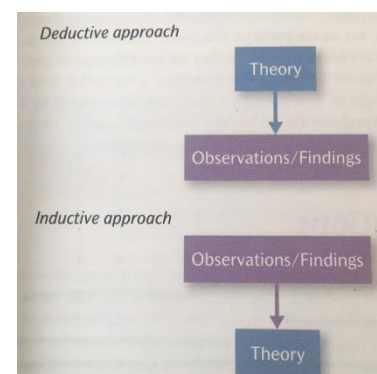 Deductive approach
Theory
Observations/Findings
Inductive approach
Observations/Findings
Theory